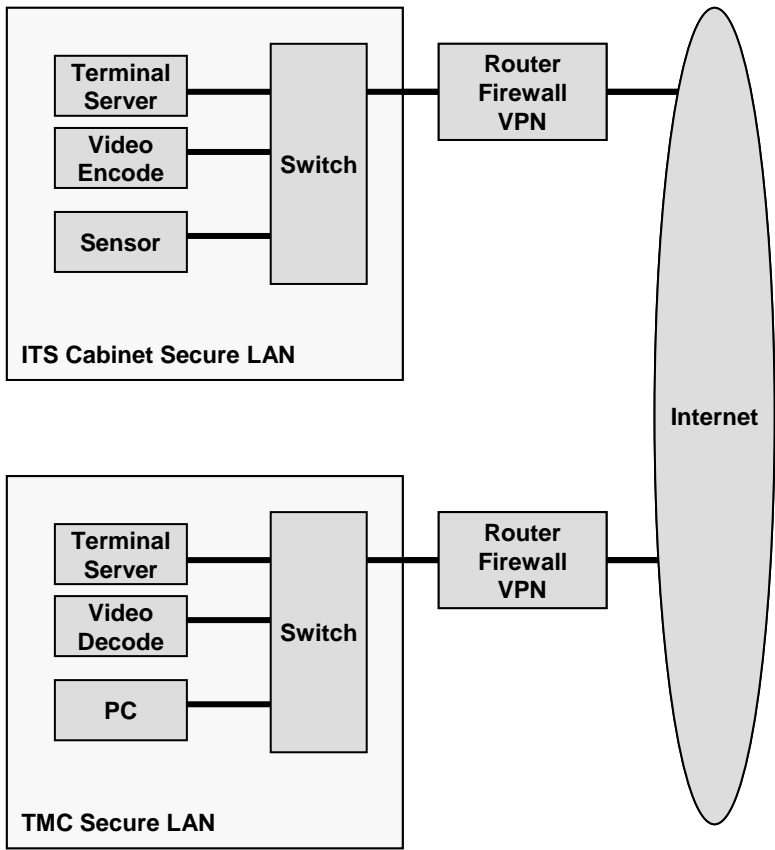 Terminal
Server
Video
Encode
Sensor
Switch
Router
Firewall
VPN
ITS Cabinet Secure LAN
Internet
Terminal
Server
Video
Decode
PC
Switch
Router
Firewall
VPN
TMC Secure LAN